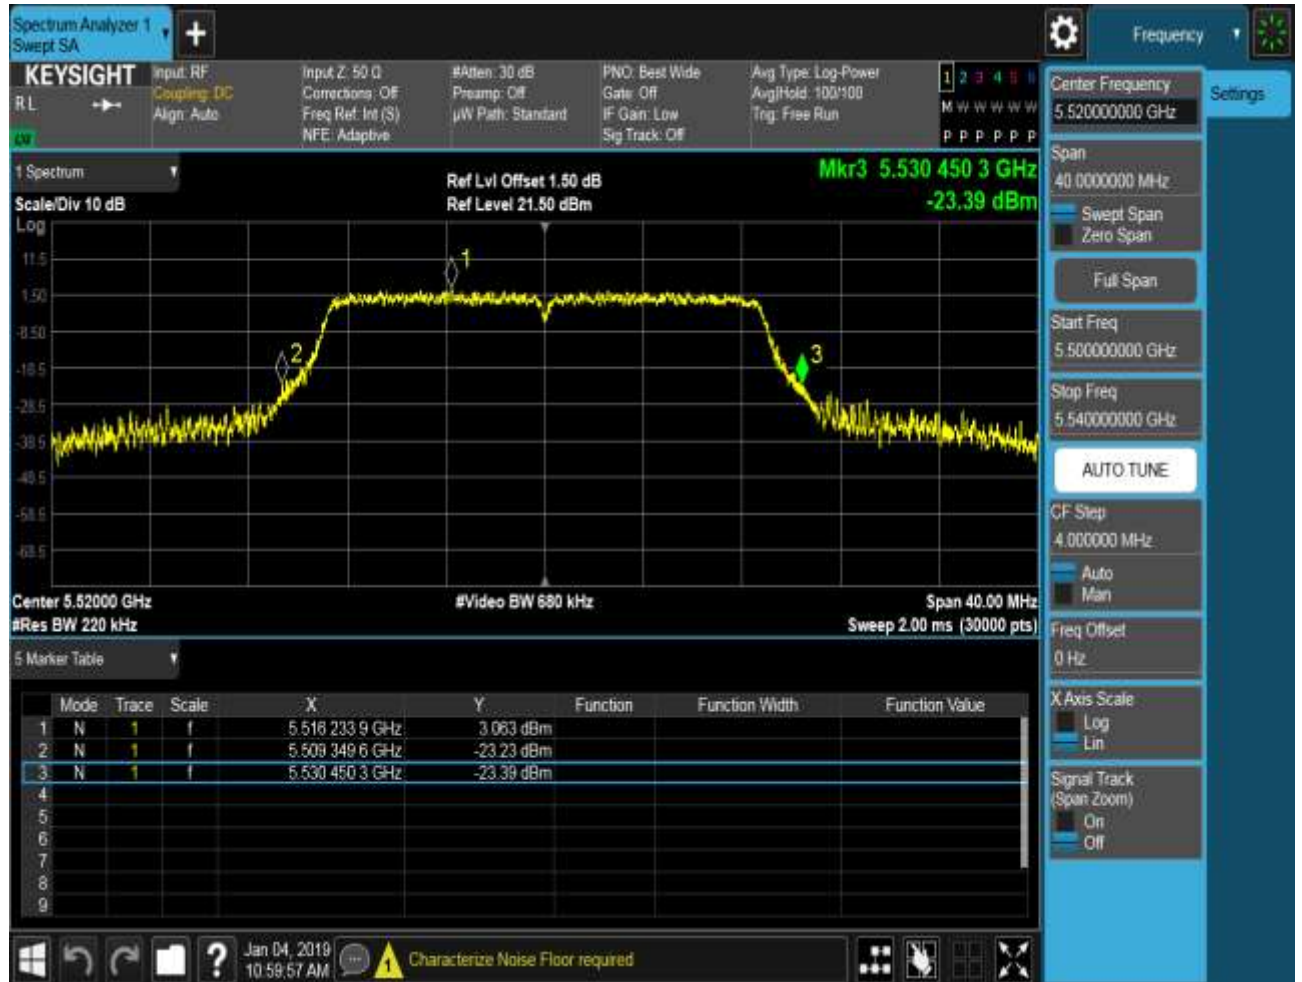 Spectrum Analyzer 1
Swept SA
Frequency
KEYSIGHT
R L
Input: RF
Coupling: DC
Align: Auto
Input Z: 50 Ω
Corrections: Off
Freq Ref: Int (S)
NFE: Adaptive
#Atten: 30 dB
Preamp: Off
µW Path: Standard
PNO: Best Wide
Gate: Off
IF Gain: Low
Sig Track: Off
Avg Type: Log-Power
Avg|Hold: 100/100
Trig: Free Run
1 2 3 4 5 6
M W W W W W
P P P P P P
1 Spectrum
Scale/Div 10 dB
Log
Ref Lvl Offset 1.50 dB
Ref Level 21.50 dBm
Mkr3 5.530 450 3 GHz
-23.39 dBm
11.5
1.50
-8.50
-18.5
-28.5
-38.5
-48.5
-58.5
-68.5
1
2
3
Center 5.52000 GHz
#Video BW 680 kHz
Span 40.00 MHz
#Res BW 220 kHz
Sweep 2.00 ms (30000 pts)
5 Marker Table
Mode Trace Scale X Y Function Function Width Function Value
1 N 1 f 5.516 233 9 GHz 3.063 dBm
2 N 1 f 5.509 349 6 GHz -23.23 dBm
3 N 1 f 5.530 450 3 GHz -23.39 dBm
4
5
6
7
8
9
Jan 04, 2019
10:59:57 AM
Characterize Noise Floor required
Settings
Center Frequency
5.520000000 GHz
Span
40.0000000 MHz
Swept Span
Zero Span
Full Span
Start Freq
5.500000000 GHz
Stop Freq
5.540000000 GHz
AUTO TUNE
CF Step
4.000000 MHz
Auto
Man
Freq Offset
0 Hz
X Axis Scale
Log
Lin
Signal Track
(Span Zoom)
On
Off